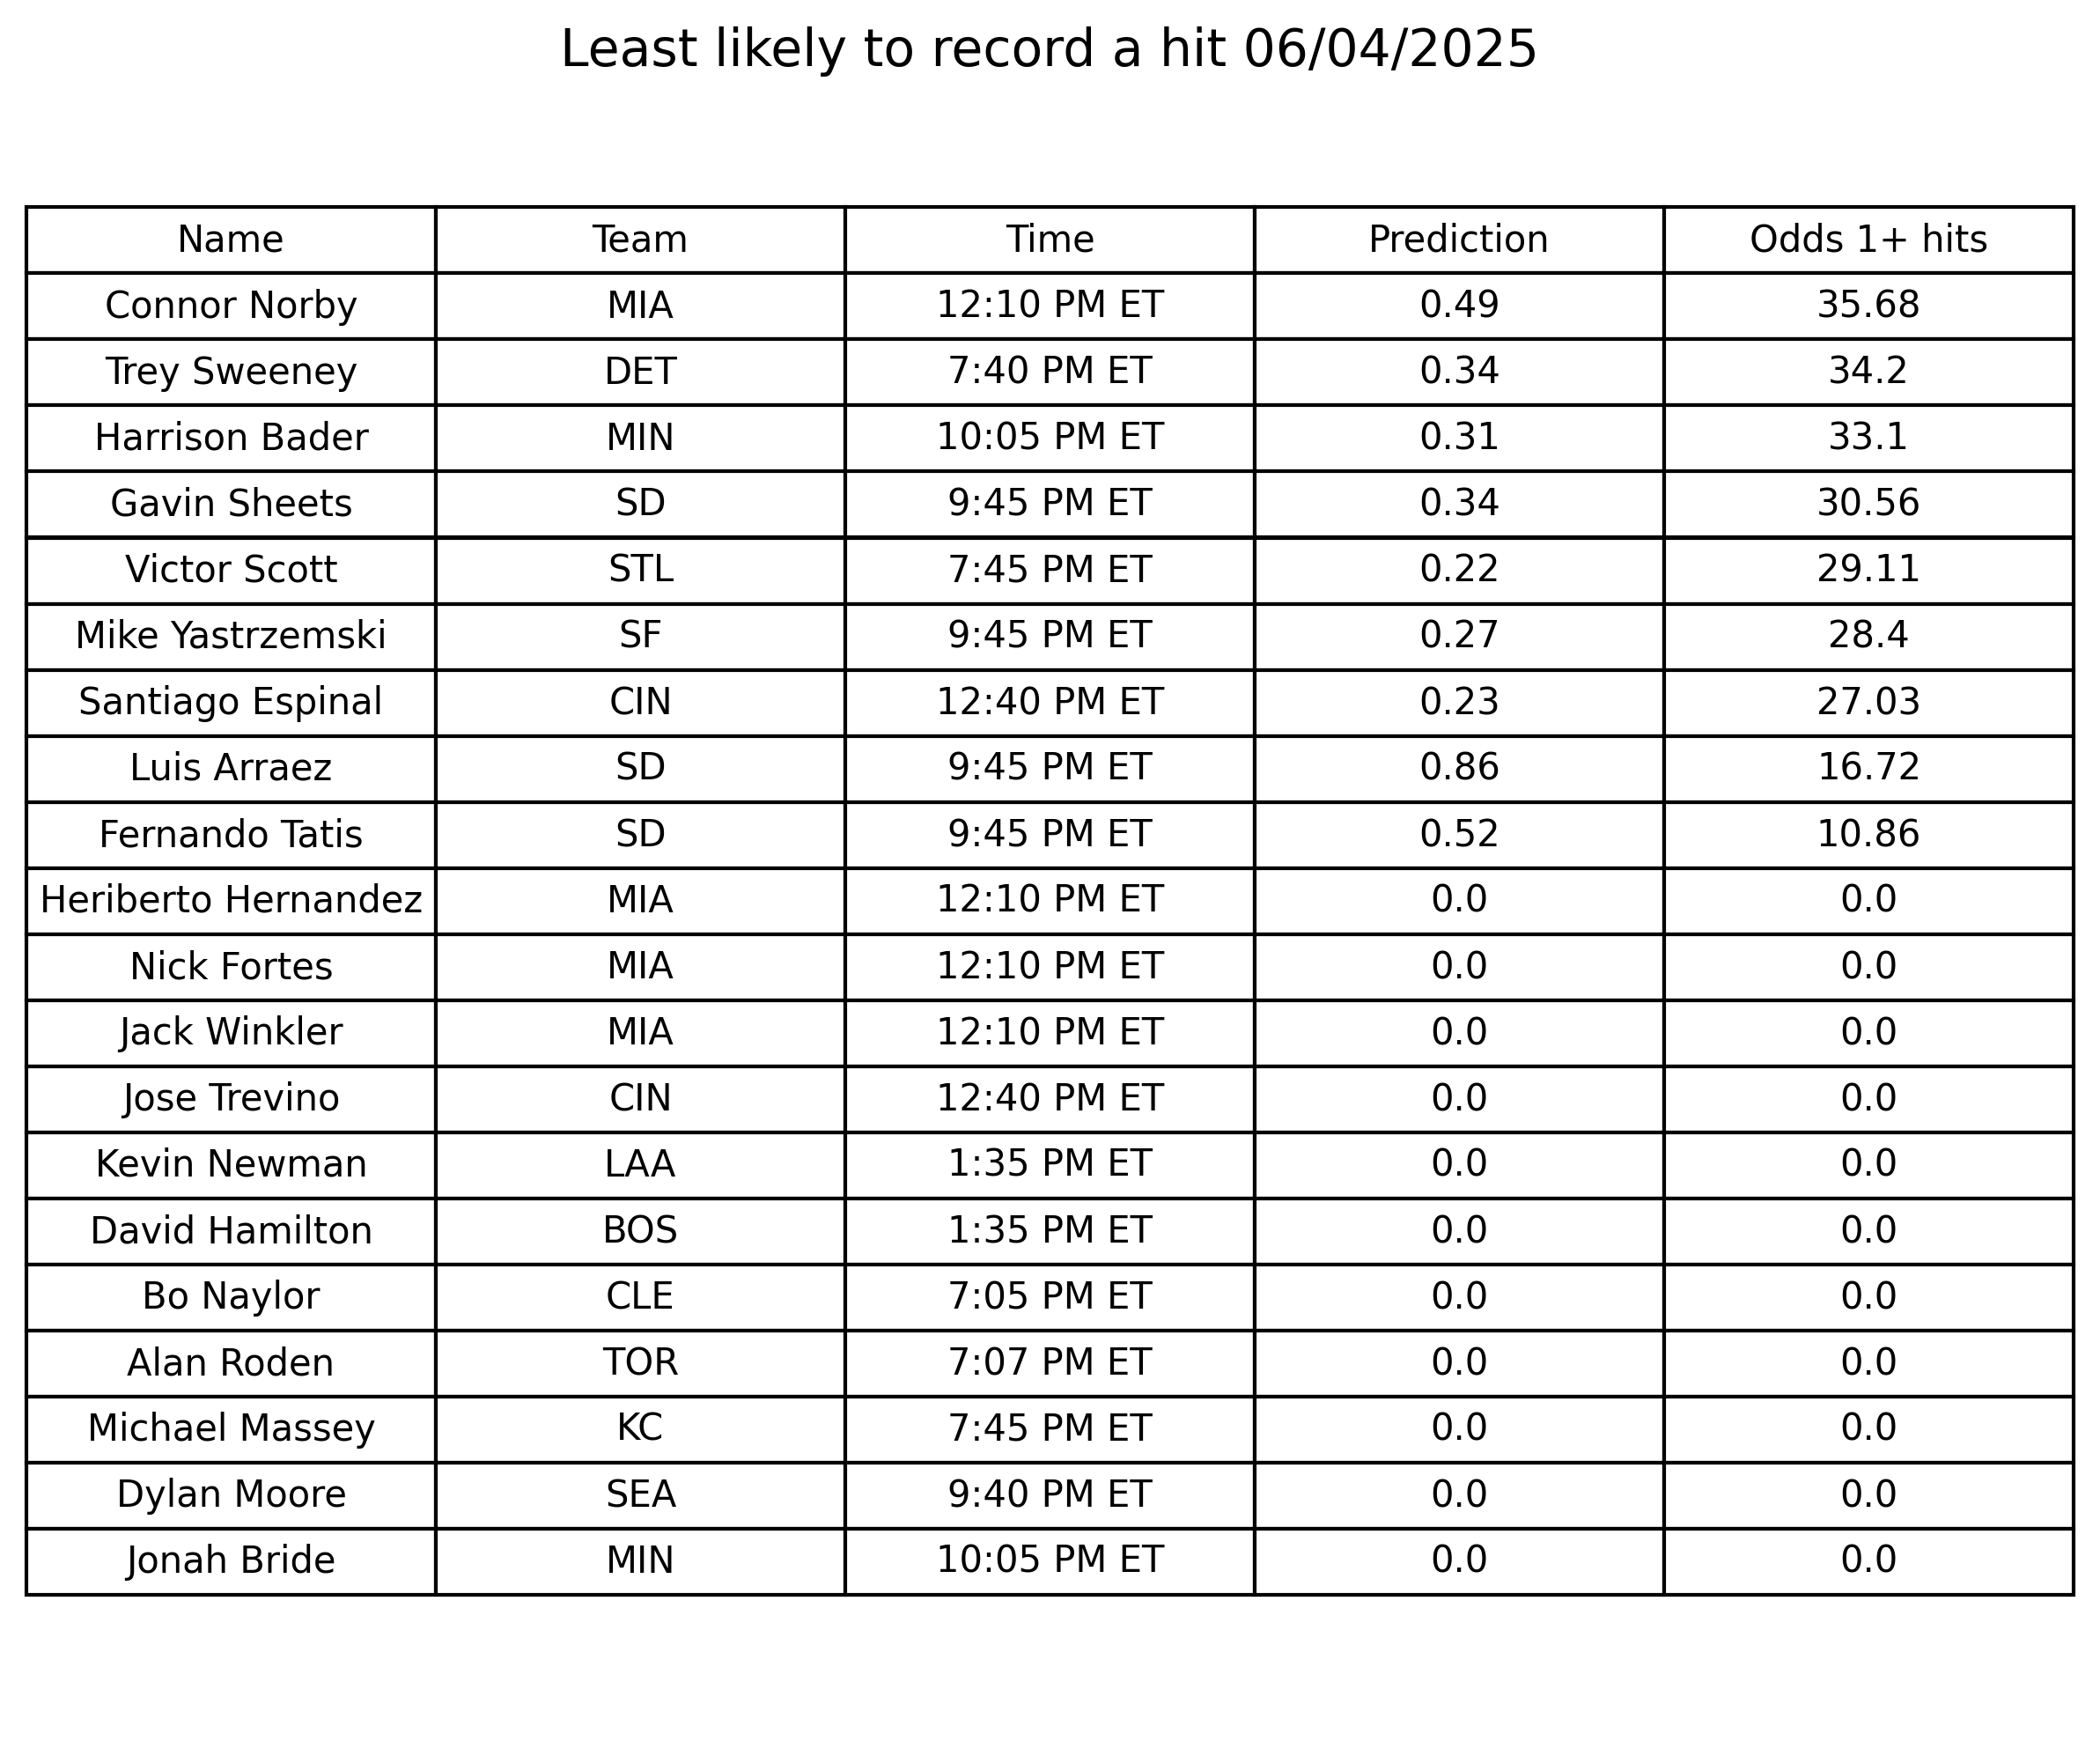 Least likely to record a hit 06/04/2025
Name Team Time Prediction Odds 1+ hits
Connor Norby MIA 12:10 PM ET 0.49 35.68
Trey Sweeney DET 7:40 PM ET 0.34 34.2
Harrison Bader MIN 10:05 PM ET 0.31 33.1
Gavin Sheets SD 9:45 PM ET 0.34 30.56
Victor Scott STL 7:45 PM ET 0.22 29.11
Mike Yastrzemski SF 9:45 PM ET 0.27 28.4
Santiago Espinal CIN 12:40 PM ET 0.23 27.03
Luis Arraez SD 9:45 PM ET 0.86 16.72
Fernando Tatis SD 9:45 PM ET 0.52 10.86
Heriberto Hernandez MIA 12:10 PM ET 0.0 0.0
Nick Fortes MIA 12:10 PM ET 0.0 0.0
Jack Winkler MIA 12:10 PM ET 0.0 0.0
Jose Trevino CIN 12:40 PM ET 0.0 0.0
Kevin Newman LAA 1:35 PM ET 0.0 0.0
David Hamilton BOS 1:35 PM ET 0.0 0.0
Bo Naylor CLE 7:05 PM ET 0.0 0.0
Alan Roden TOR 7:07 PM ET 0.0 0.0
Michael Massey KC 7:45 PM ET 0.0 0.0
Dylan Moore SEA 9:40 PM ET 0.0 0.0
Jonah Bride MIN 10:05 PM ET 0.0 0.0